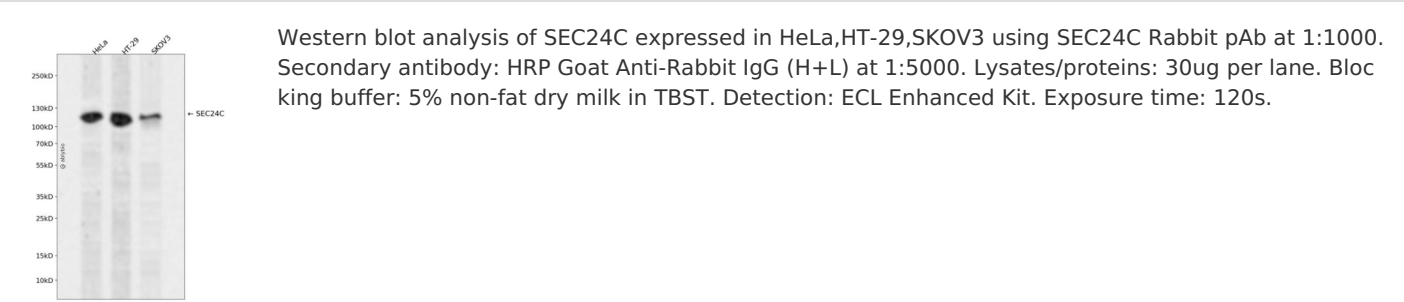 HeLa
HT-29
SKOV3
250kD
130kD
← SEC24C
100kD
70kD
55kD
35kD
25kD
15kD
10kD
Western blot analysis of SEC24C expressed in HeLa,HT-29,SKOV3 using SEC24C Rabbit pAb at 1:1000.
Secondary antibody: HRP Goat Anti-Rabbit IgG (H+L) at 1:5000. Lysates/proteins: 30ug per lane. Bloc
king buffer: 5% non-fat dry milk in TBST. Detection: ECL Enhanced Kit. Exposure time: 120s.